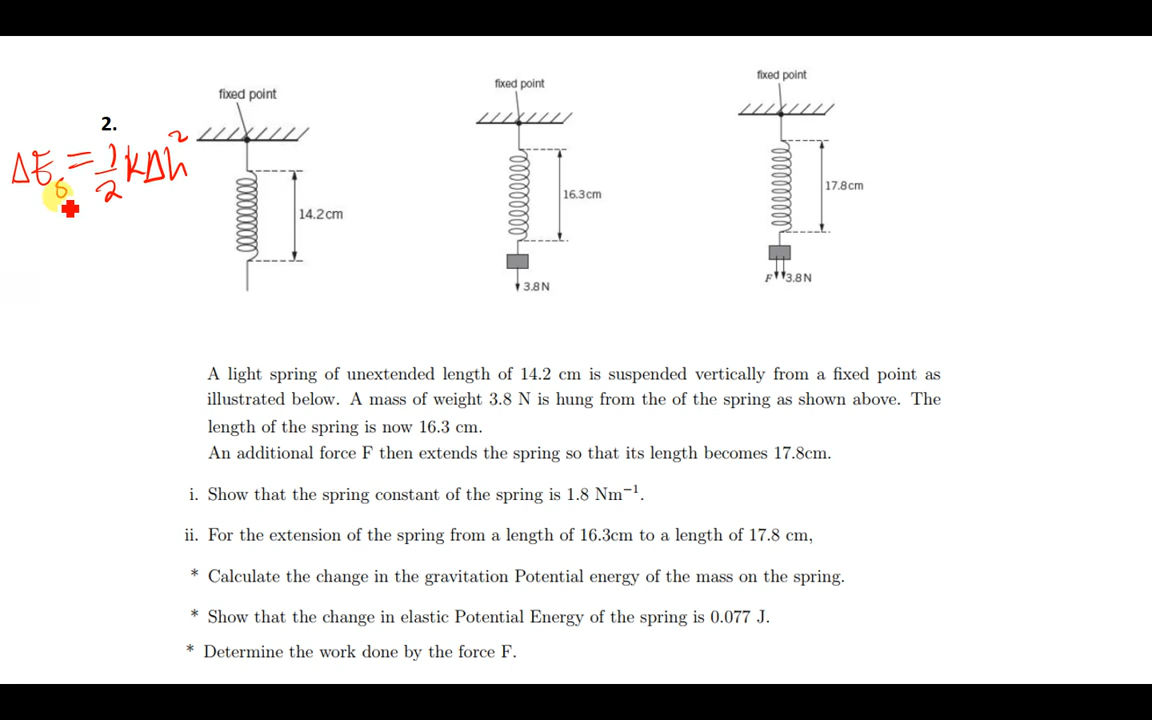 fixed point
fixed point
fixed point
2.
ΔE_s = 1/2 kΔh²
14.2cm
16.3cm
17.8cm
3.8N
F 3.8N
A light spring of unextended length of 14.2 cm is suspended vertically from a fixed point as
illustrated below. A mass of weight 3.8 N is hung from the of the spring as shown above. The
length of the spring is now 16.3 cm.
An additional force F then extends the spring so that its length becomes 17.8cm.
i. Show that the spring constant of the spring is 1.8 Nm⁻¹.
ii. For the extension of the spring from a length of 16.3cm to a length of 17.8 cm,
* Calculate the change in the gravitation Potential energy of the mass on the spring.
* Show that the change in elastic Potential Energy of the spring is 0.077 J.
* Determine the work done by the force F.